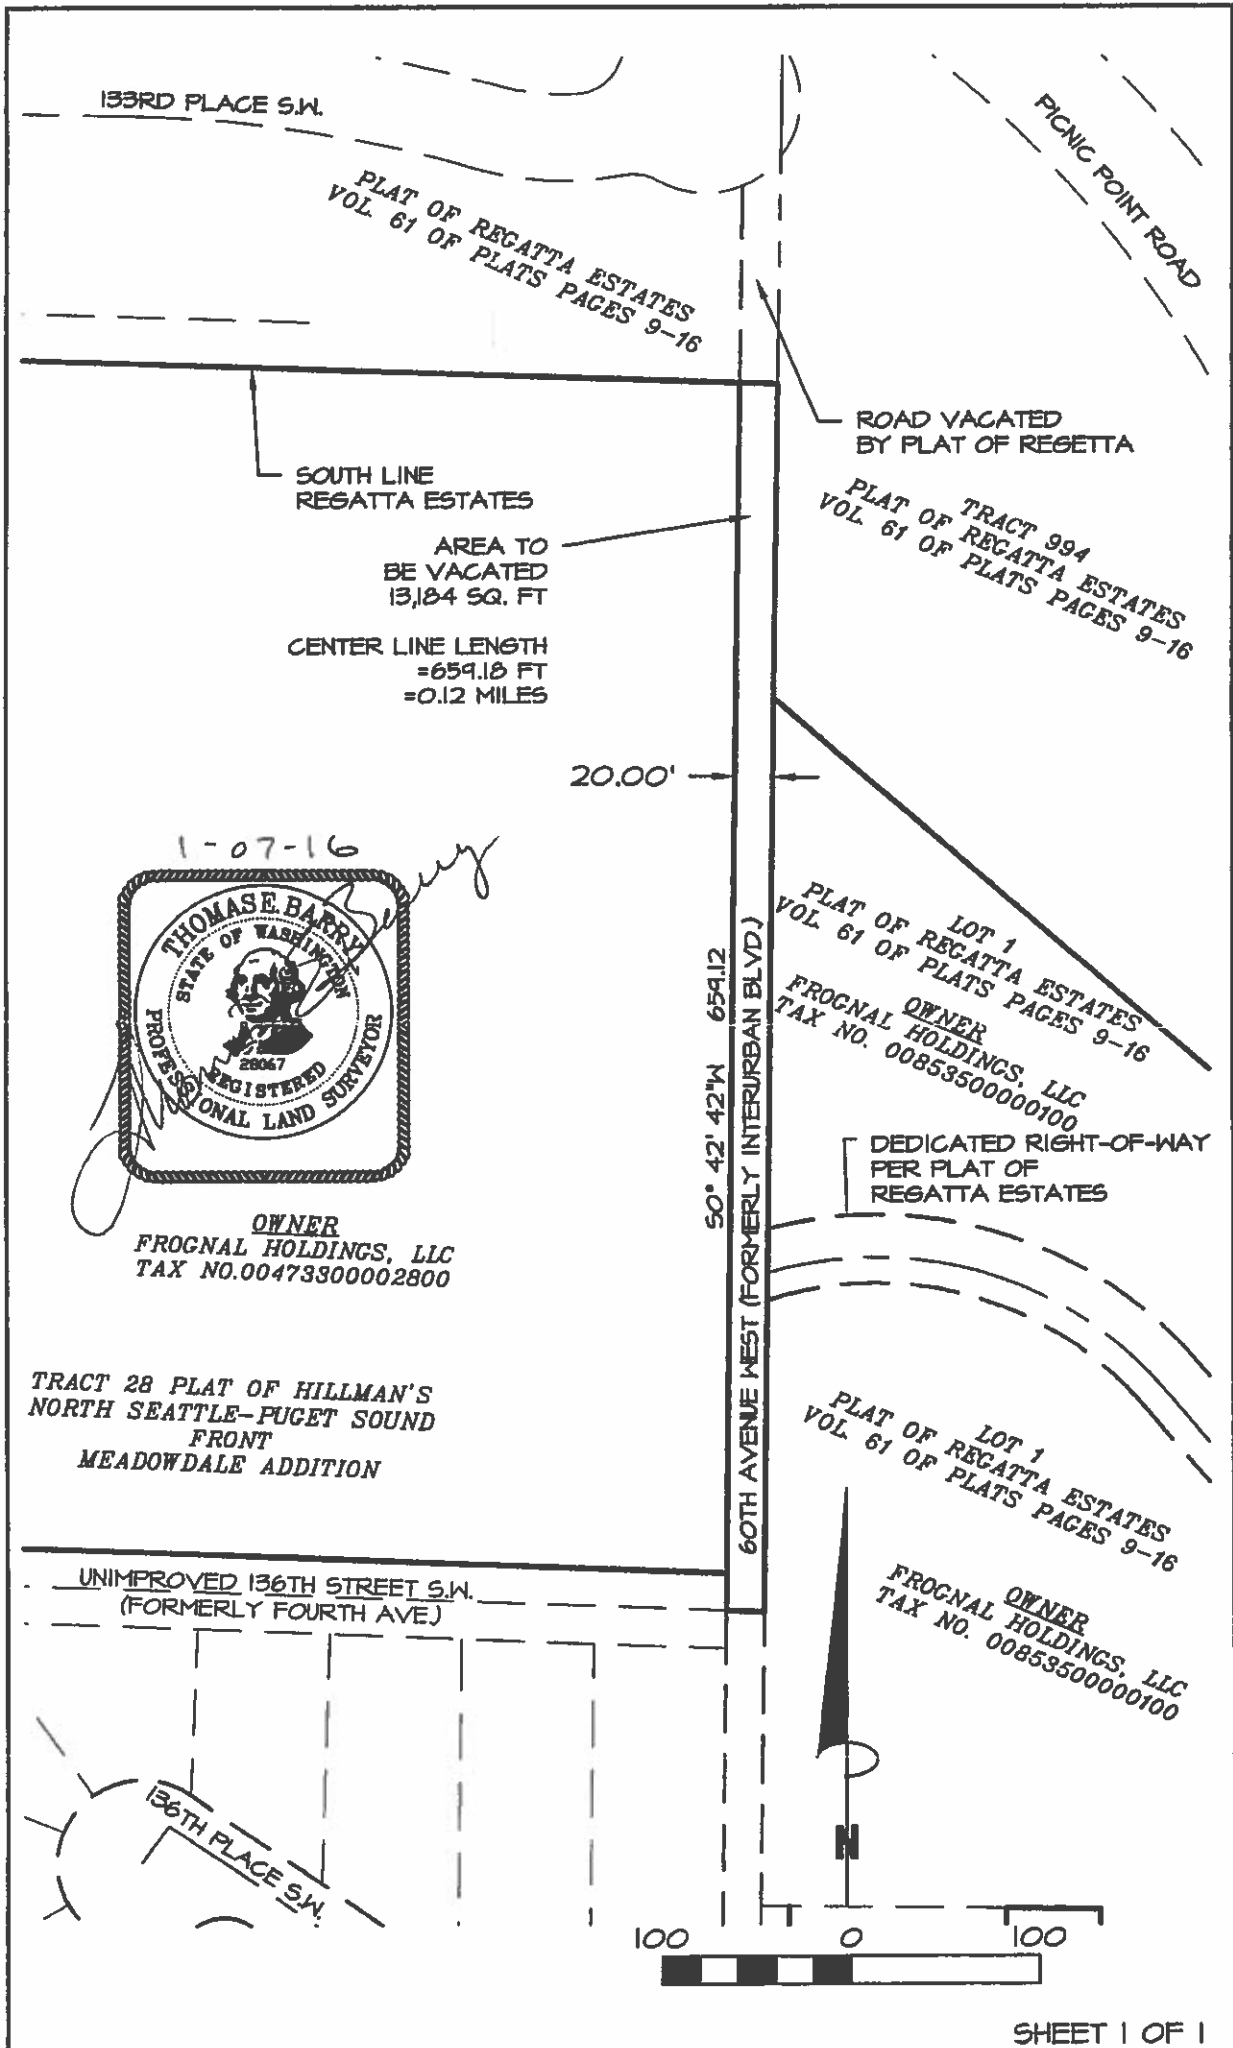 133RD PLACE S.W.
PICNIC POINT ROAD
PLAT OF REGATTA ESTATES
VOL. 61 OF PLATS PAGES 9-16
ROAD VACATED
BY PLAT OF REGETTA
SOUTH LINE
REGATTA ESTATES
TRACT 994
PLAT OF REGATTA ESTATES
VOL. 61 OF PLATS PAGES 9-16
AREA TO
BE VACATED
13,184 SQ. FT
CENTER LINE LENGTH
=659.18 FT
=0.12 MILES
20.00'
1-07-16
THOMAS E. BARRY
STATE OF WASHINGTON
28067
REGISTERED
PROFESSIONAL LAND SURVEYOR
S0° 42' 42"W 659.12
60TH AVENUE WEST (FORMERLY INTERURBAN BLVD.)
LOT 1
PLAT OF REGATTA ESTATES
VOL. 61 OF PLATS PAGES 9-16
OWNER
FROGNAL HOLDINGS, LLC
TAX NO. 00853500000100
DEDICATED RIGHT-OF-WAY
PER PLAT OF
REGATTA ESTATES
OWNER
FROGNAL HOLDINGS, LLC
TAX NO.00473300002800
TRACT 28 PLAT OF HILLMAN'S
NORTH SEATTLE-PUGET SOUND
FRONT
MEADOWDALE ADDITION
LOT 1
PLAT OF REGATTA ESTATES
VOL. 61 OF PLATS PAGES 9-16
OWNER
FROGNAL HOLDINGS, LLC
TAX NO. 00853500000100
UNIMPROVED 136TH STREET S.W.
(FORMERLY FOURTH AVE.)
136TH PLACE S.W.
N
100 0 100
SHEET 1 OF 1